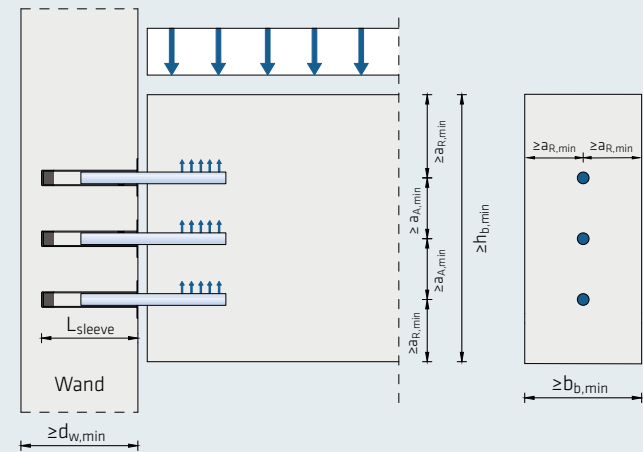 ≥a_R,min
≥ a_A,min
≥a_A,min
≥a_R,min
≥h_b,min
≥a_R,min ≥a_R,min
L_sleeve
Wand
≥d_w,min
≥b_b,min